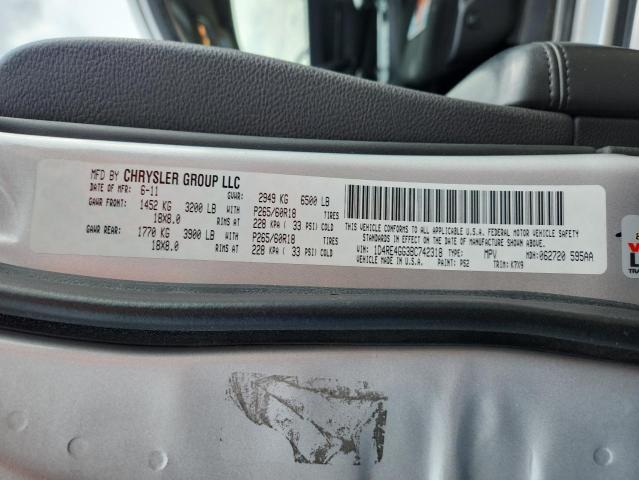 MFD BY CHRYSLER GROUP LLC
DATE OF MFR: 6-11 GVWR: 2949 KG 6500 LB
GAWR FRONT: 1452 KG 3200 LB WITH P265/60R18 TIRES
18X8.0 RIMS AT 228 KPA ( 33 PSI) COLD
GAWR REAR: 1770 KG 3900 LB WITH P265/60R18 TIRES
18X8.0 RIMS AT 228 KPA ( 33 PSI) COLD
THIS VEHICLE CONFORMS TO ALL APPLICABLE U.S.A. FEDERAL MOTOR VEHICLE SAFETY
STANDARDS IN EFFECT ON THE DATE OF MANUFACTURE SHOWN ABOVE.
VIN: 1D4RE4GG3BC742318 TYPE: MPV MDH: 062720 595AA
MADE IN U.S.A. PAINT: PS2 TRIM: K7X9